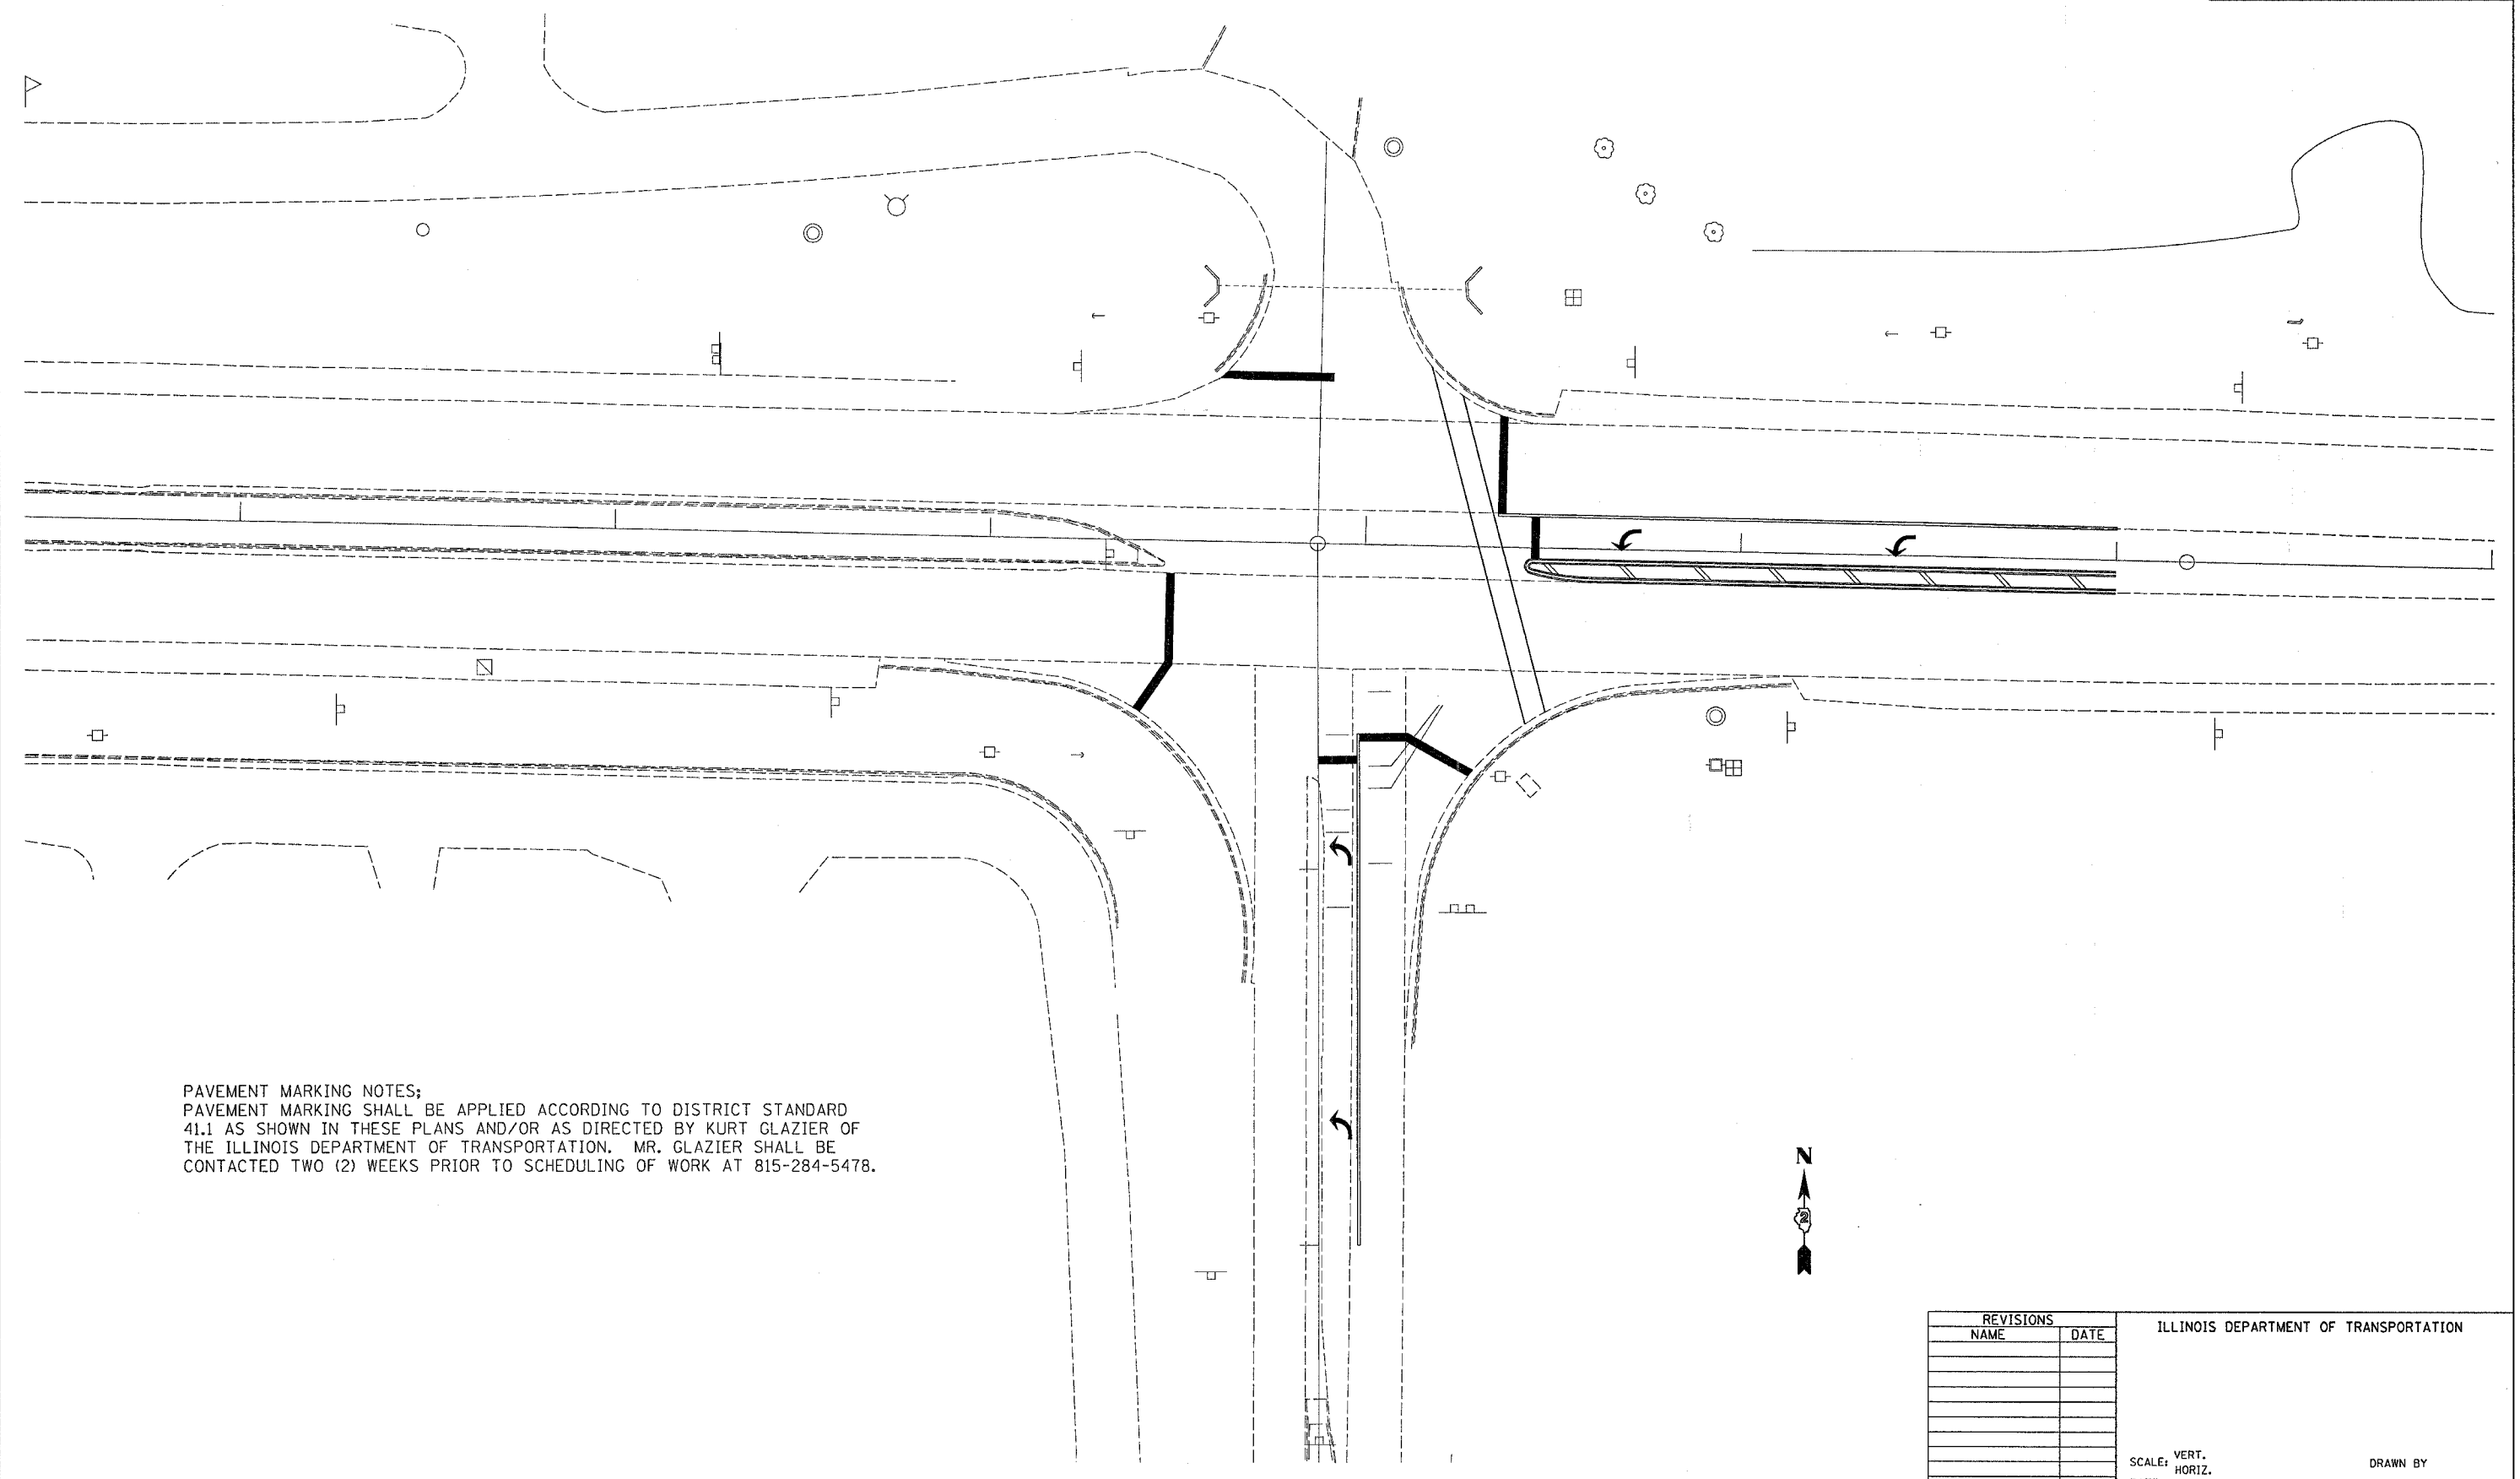 PAVEMENT MARKING NOTES;
PAVEMENT MARKING SHALL BE APPLIED ACCORDING TO DISTRICT STANDARD
41.1 AS SHOWN IN THESE PLANS AND/OR AS DIRECTED BY KURT GLAZIER OF
THE ILLINOIS DEPARTMENT OF TRANSPORTATION. MR. GLAZIER SHALL BE
CONTACTED TWO (2) WEEKS PRIOR TO SCHEDULING OF WORK AT 815-284-5478.
N
2
REVISIONS
NAME DATE
ILLINOIS DEPARTMENT OF TRANSPORTATION
SCALE: VERT.
HORIZ.
DRAWN BY